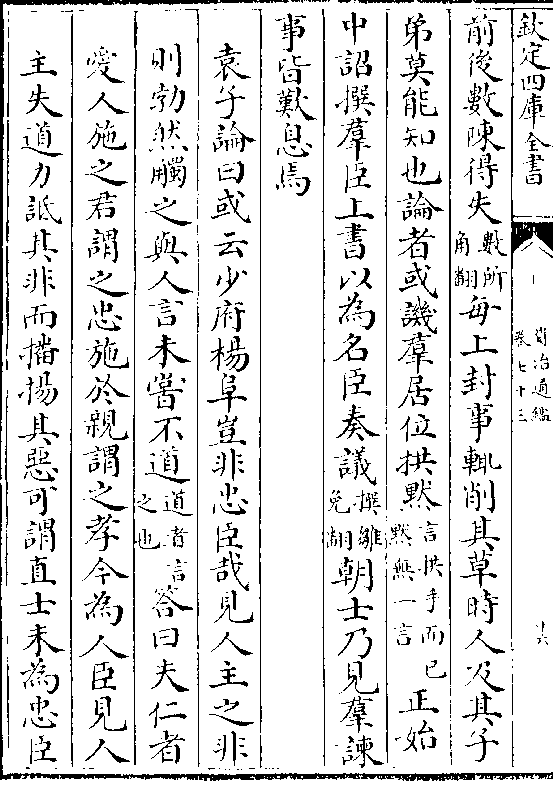 欽定四庫全書
資治通鑑
卷七十三
十六
前後數陳得失數所角翻每上封事輒削其草時人及其子
弟莫能知也論者或譏羣居位拱黙言拱手而已黙無一言正始
中詔撰羣臣上書以為名臣奏議撰雛免翻朝士乃見羣諫
事皆歎息焉
袁子論曰或云少府楊阜豈非忠臣哉見人主之非
則勃然觸之與人言未嘗不道道者言之也答曰夫仁者
愛人施之君謂之忠施於親謂之孝今為人臣見人
主失道力詆其非而播揚其惡可謂直士未為忠臣